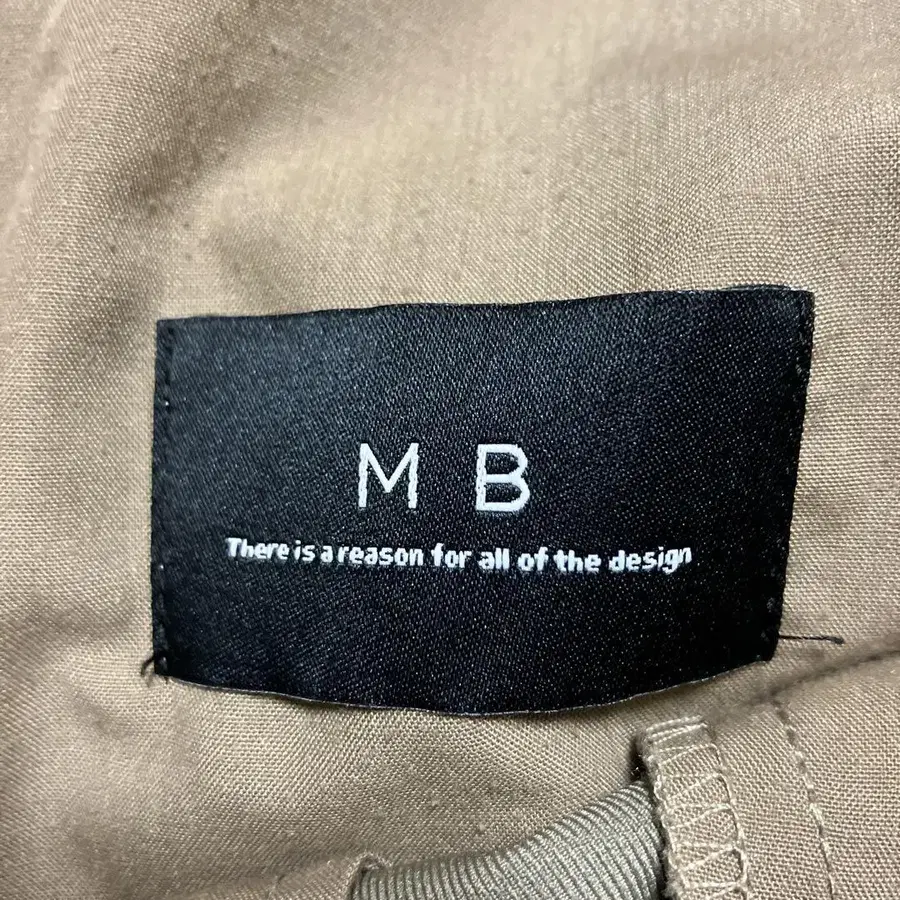 M B
There is a reason for all of the design